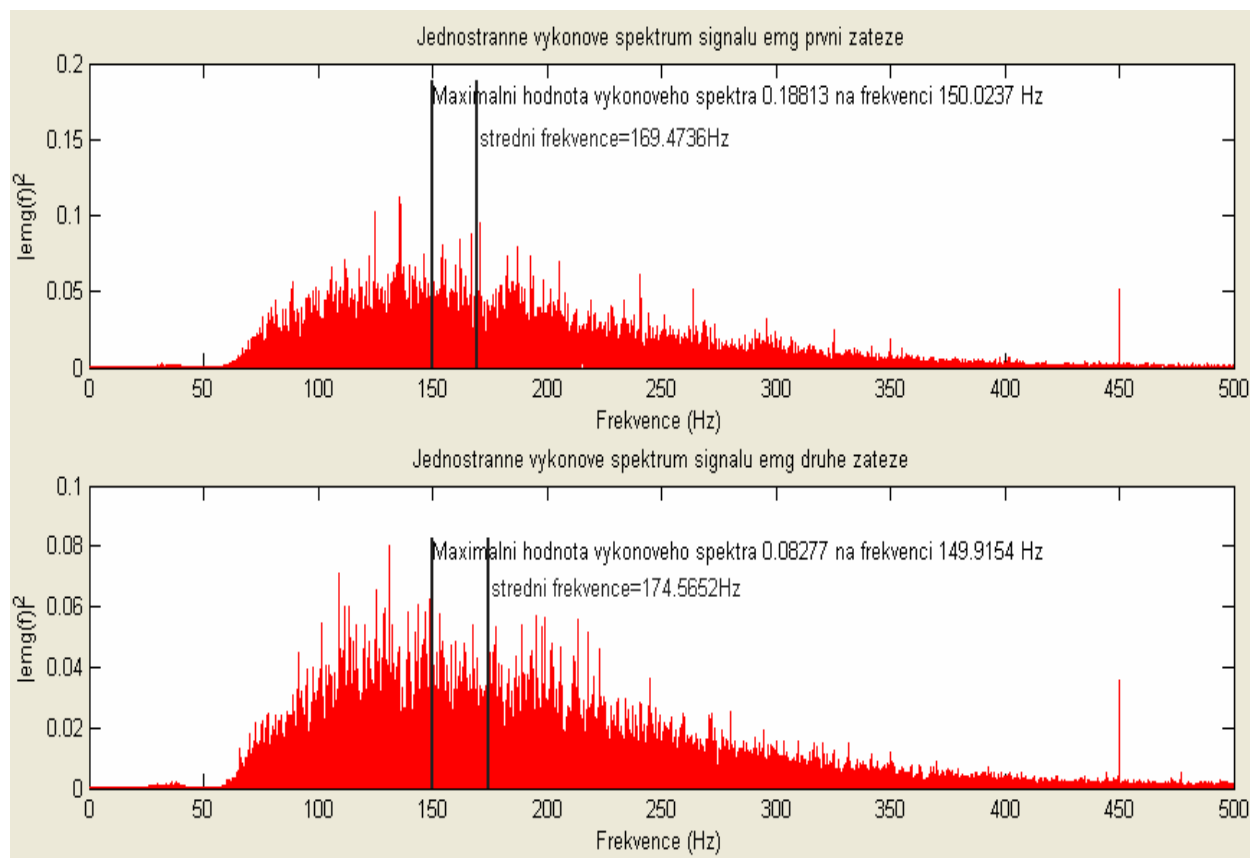 Jednostranne vykonove spektrum signalu emg prvni zateze
0.2
Maximalni hodnota vykonoveho spektra 0.18813 na frekvenci 150.0237 Hz
stredni frekvence=169.4736Hz
0.15
0.1
0.05
0
|emg(f)|²
0 50 100 150 200 250 300 350 400 450 500
Frekvence (Hz)
Jednostranne vykonove spektrum signalu emg druhe zateze
0.1
Maximalni hodnota vykonoveho spektra 0.08277 na frekvenci 149.9154 Hz
stredni frekvence=174.5652Hz
0.08
0.06
0.04
0.02
0
|emg(f)|²
0 50 100 150 200 250 300 350 400 450 500
Frekvence (Hz)